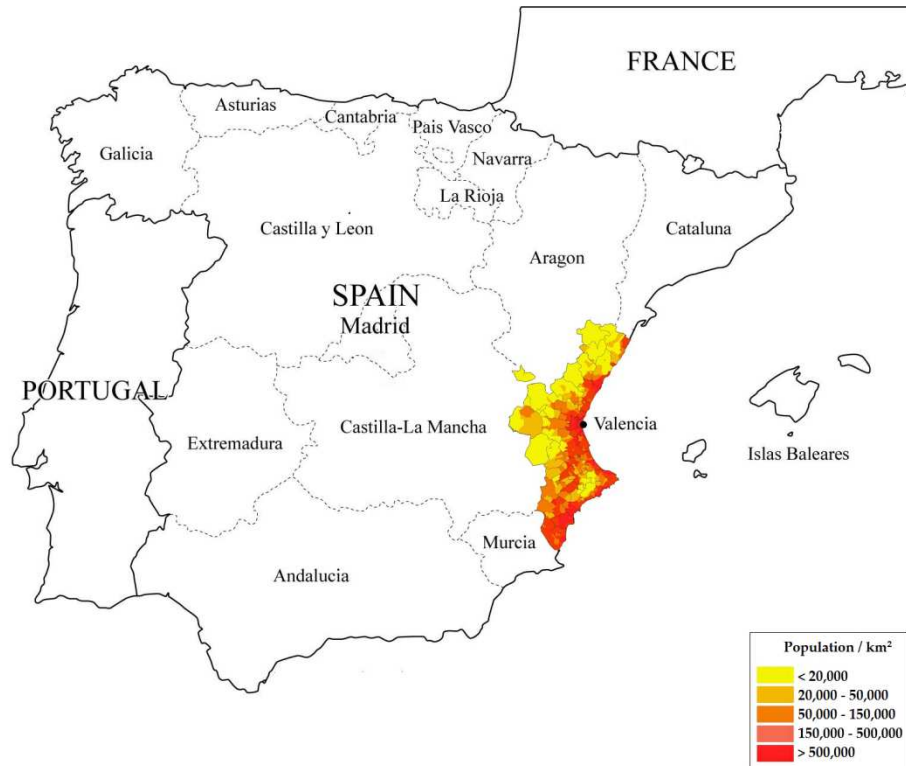 FRANCE
Asturias
Cantabria
Pais Vasco
Galicia
Navarra
La Rioja
Castilla y Leon
Aragon
Cataluna
SPAIN
Madrid
PORTUGAL
Extremadura
Castilla-La Mancha
Valencia
Islas Baleares
Murcia
Andalucia
Population / km²
< 20,000
20,000 - 50,000
50,000 - 150,000
150,000 - 500,000
> 500,000